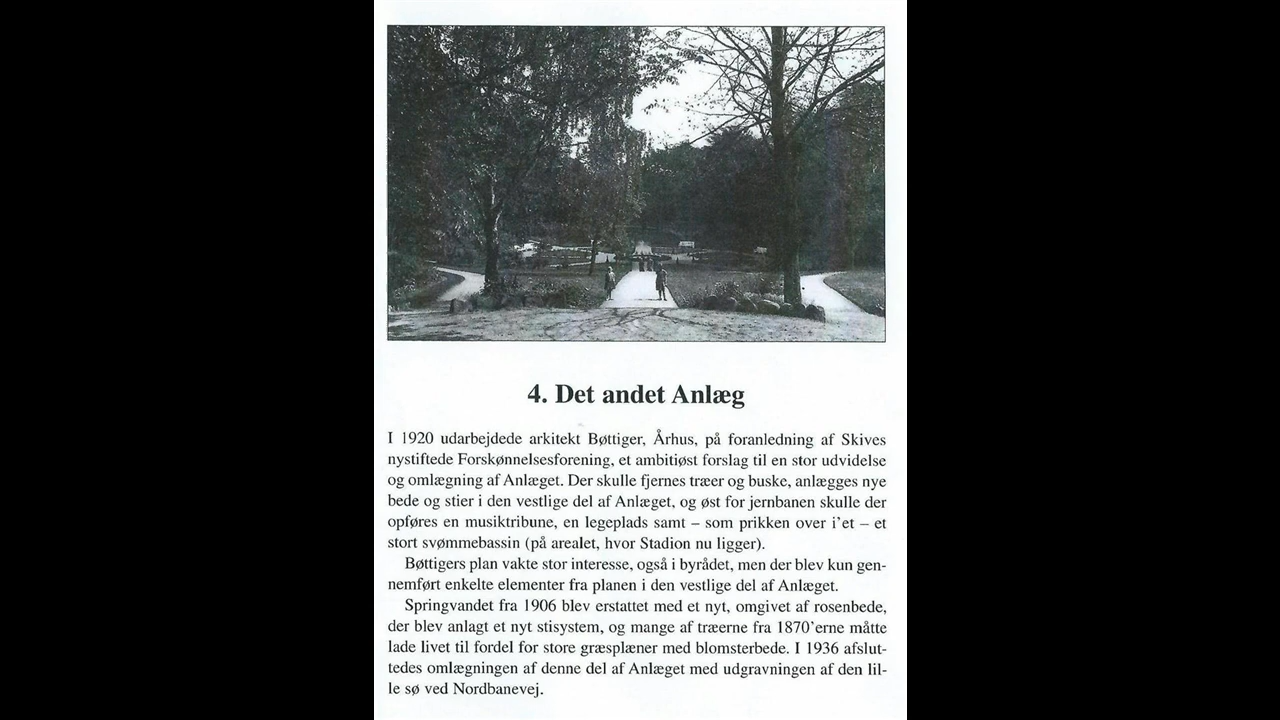 4. Det andet Anlæg
I 1920 udarbejdede arkitekt Bøttiger, Århus, på foranledning af Skives
nystiftede Forskønnelsesforening, et ambitiøst forslag til en stor udvidelse
og omlægning af Anlæget. Der skulle fjernes træer og buske, anlægges nye
bede og stier i den vestlige del af Anlæget, og øst for jernbanen skulle der
opføres en musiktribune, en legeplads samt – som prikken over i'et – et
stort svømmebassin (på arealet, hvor Stadion nu ligger).
Bøttigers plan vakte stor interesse, også i byrådet, men der blev kun gen-
nemført enkelte elementer fra planen i den vestlige del af Anlæget.
Springvandet fra 1906 blev erstattet med et nyt, omgivet af rosenbede,
der blev anlagt et nyt stisystem, og mange af træerne fra 1870'erne måtte
lade livet til fordel for store græsplæner med blomsterbede. I 1936 afslut-
tedes omlægningen af denne del af Anlæget med udgravningen af den lil-
le sø ved Nordbanevej.